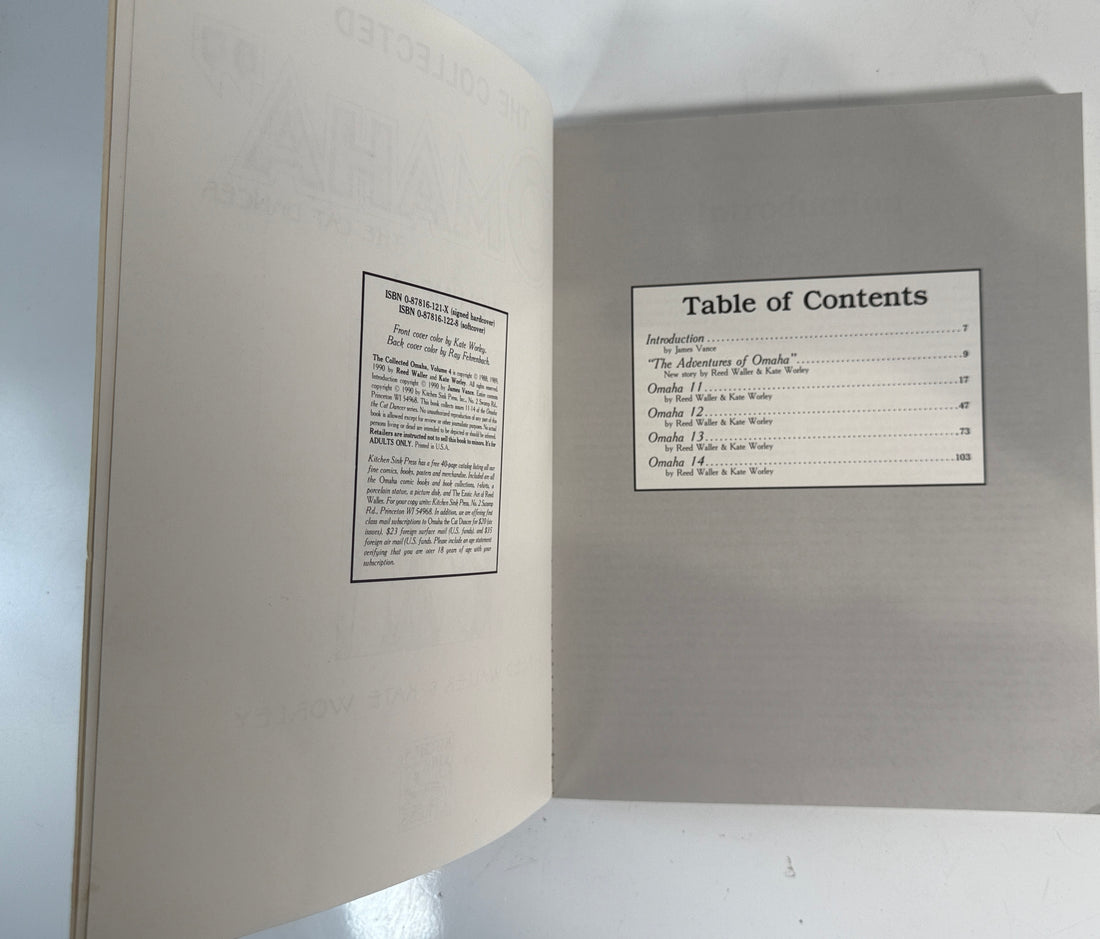 ISBN 0-87816-121-X (signed hardcover)
ISBN 0-87816-122-8 (softcover)
Front cover color by Kate Worley.
Back cover color by Ray Fehrenbach.
The Collected Omaha, Volume 4 is copyright © 1988, 1989,
1990 by Reed Waller and Kate Worley. All rights reserved.
Introduction copyright © 1990 by James Vance. Entire contents
copyright © 1990 by Kitchen Sink Press, Inc., No. 2 Swamp Rd.,
Princeton WI 54968. This book collects issues 11-14 of the Omaha
the Cat Dancer series. No unauthorized reproduction of any part of this
book is allowed except for review or other journalistic purposes. No actual
persons living or dead are intended to be depicted or should be inferred.
Retailers are instructed not to sell this book to minors. It's for
ADULTS ONLY. Printed in U.S.A.
Kitchen Sink Press has a free 40-page catalog listing all our
fine comics, books, posters and merchandise. Included are all
the Omaha comic books and book collections, t-shirts, a
porcelain statue, a picture disk, and The Erotic Art of Reed
Waller. For your copy write: Kitchen Sink Press, No. 2 Swamp
Rd., Princeton WI 54968. In addition, we are offering first
class mail subscriptions to Omaha the Cat Dancer for $20 (six
issues), $23 foreign surface mail (U.S. funds), and $35
foreign air mail (U.S. funds. Please include an age statement
verifying that you are over 18 years of age with your
subscription.
Table of Contents
Introduction ........................................ 7
by James Vance
"The Adventures of Omaha" ........................................ 9
New story by Reed Waller & Kate Worley
Omaha 11 ........................................ 17
by Reed Waller & Kate Worley
Omaha 12 ........................................ 47
by Reed Waller & Kate Worley
Omaha 13 ........................................ 73
by Reed Waller & Kate Worley
Omaha 14 ........................................ 103
by Reed Waller & Kate Worley